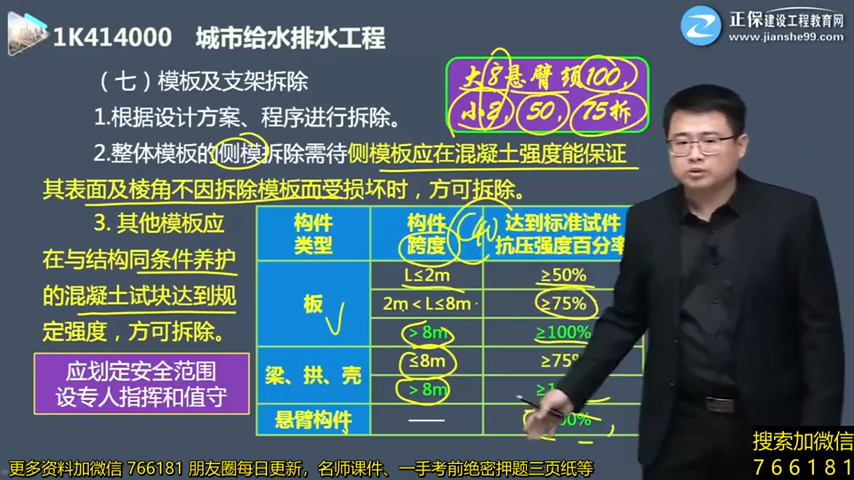 1K414000 城市给水排水工程
正保建设工程教育网
www.jianshe99.com
（七）模板及支架拆除
大8悬臂须100，
小2，50，75拆
1.根据设计方案、程序进行拆除。
2.整体模板的侧模拆除需待侧模板应在混凝土强度能保证
其表面及棱角不因拆除模板而受损坏时，方可拆除。
3. 其他模板应
在与结构同条件养护
的混凝土试块达到规
定强度，方可拆除。
应划定安全范围
设专人指挥和值守
构件类型 构件跨度 达到标准试件抗压强度百分率
板 L≤2m ≥50%
2m＜L≤8m ≥75%
＞8m ≥100%
梁、拱、壳 ≤8m ≥75
＞8m
悬臂构件 ——
搜索加微信
766181
更多资料加微信 766181 朋友圈每日更新，名师课件、一手考前绝密押题三页纸等